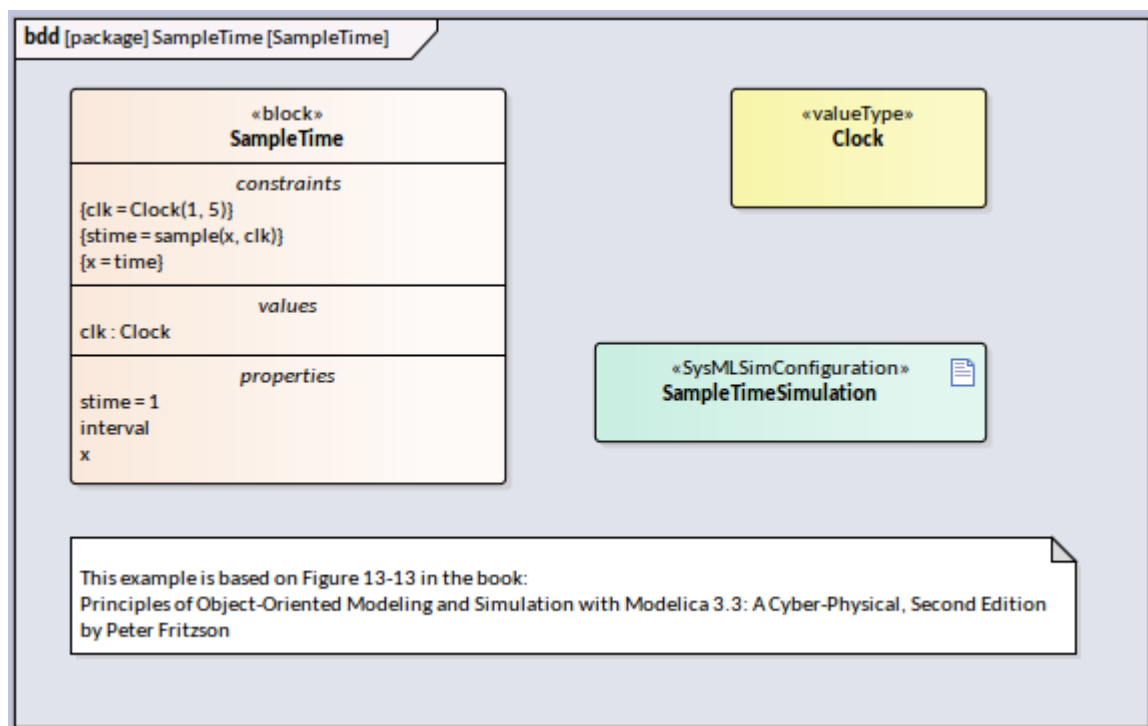 bdd [package] SampleTime [SampleTime]
«block»
SampleTime
constraints
{clk = Clock(1, 5)}
{stime = sample(x, clk)}
{x = time}
values
clk : Clock
properties
stime = 1
interval
x
«valueType»
Clock
«SysMLSimConfiguration»
SampleTimeSimulation
This example is based on Figure 13-13 in the book:
Principles of Object-Oriented Modeling and Simulation with Modelica 3.3: A Cyber-Physical, Second Edition
by Peter Fritzson